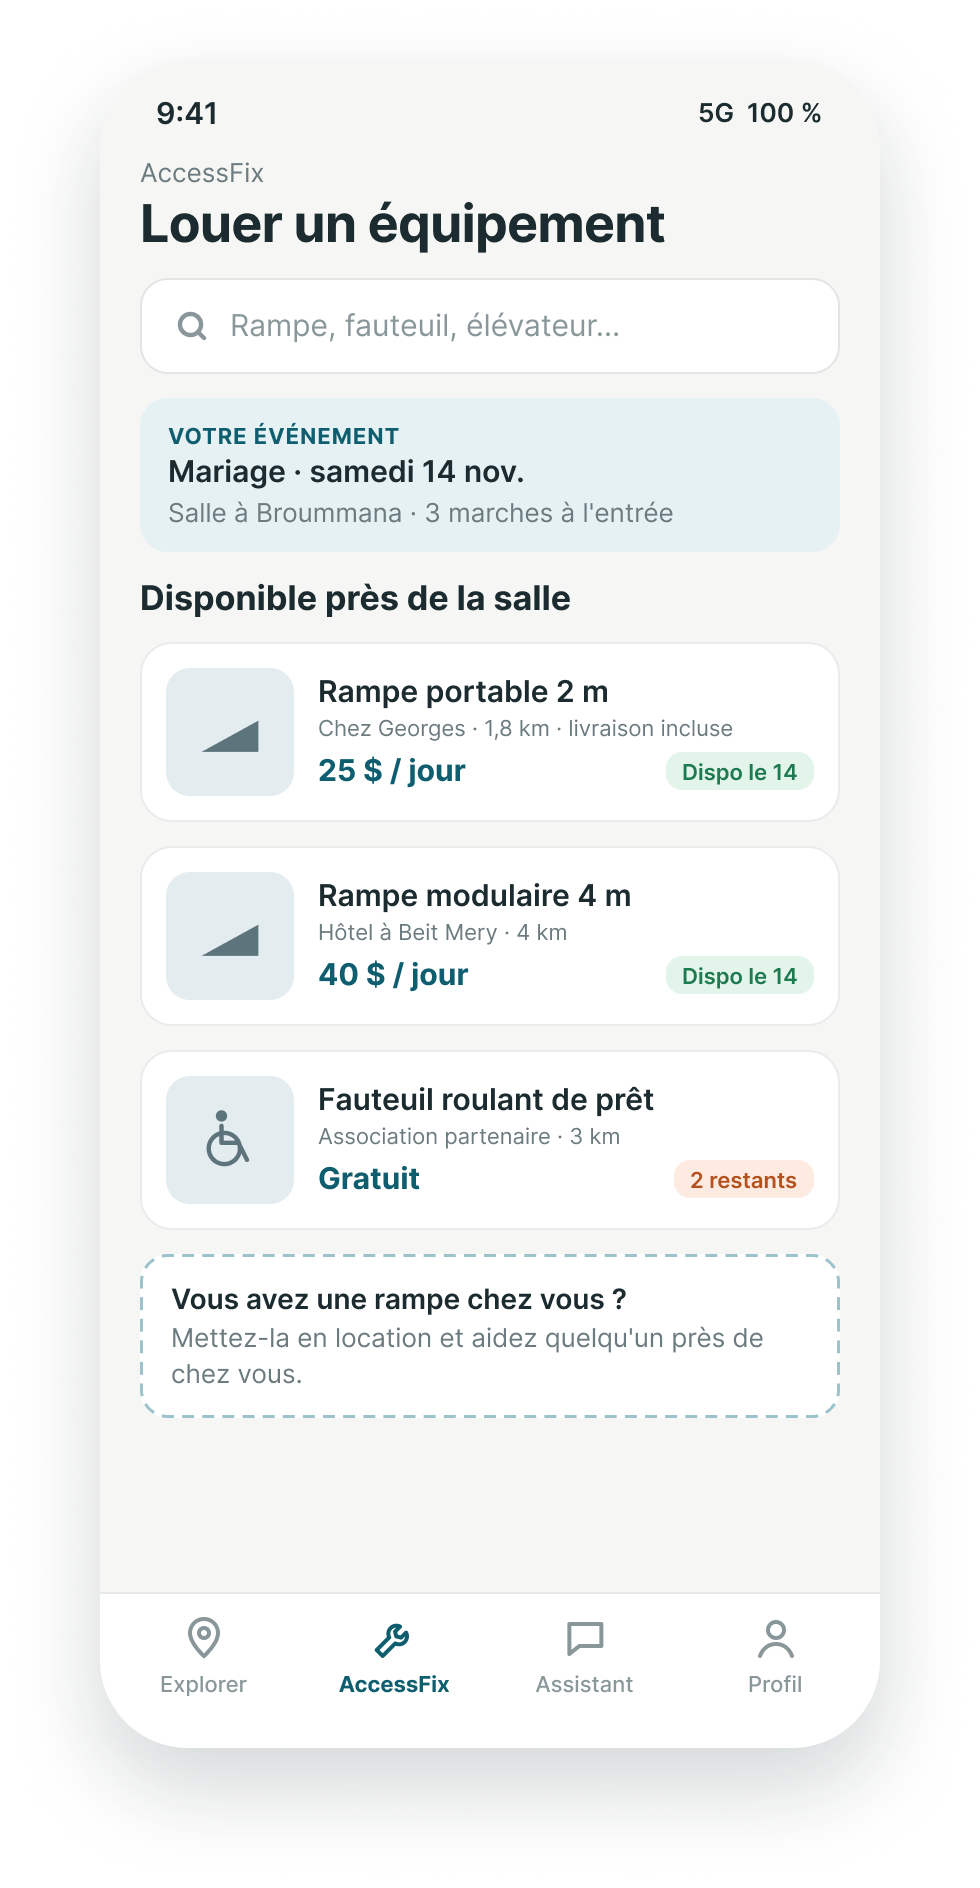 9:41
5G 100 %
AccessFix
Louer un équipement
Rampe, fauteuil, élévateur...
VOTRE ÉVÉNEMENT
Mariage · samedi 14 nov.
Salle à Broummana · 3 marches à l'entrée
Disponible près de la salle
Rampe portable 2 m
Chez Georges · 1,8 km · livraison incluse
25 $ / jour
Dispo le 14
Rampe modulaire 4 m
Hôtel à Beit Mery · 4 km
40 $ / jour
Dispo le 14
Fauteuil roulant de prêt
Association partenaire · 3 km
Gratuit
2 restants
Vous avez une rampe chez vous ?
Mettez-la en location et aidez quelqu'un près de
chez vous.
Explorer
AccessFix
Assistant
Profil